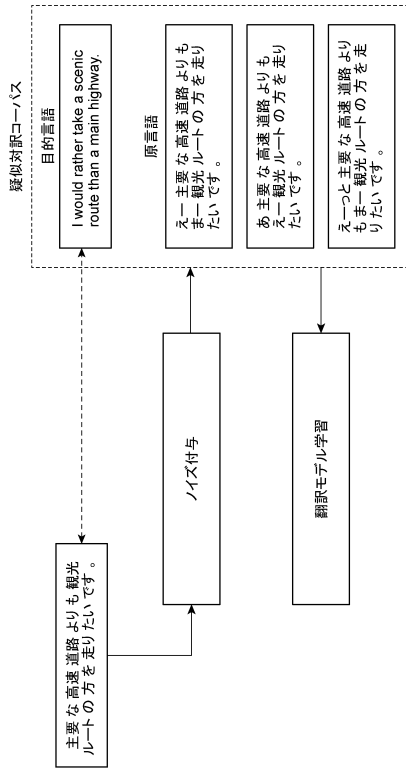 疑似対訳コーパス
目的言語
I would rather take a scenic
route than a main highway.
原言語
えー 主要 な 高速 道路 よりも
まー 観光 ルート の 方 を 走り
たい です 。
あ 主要 な 高速 道路 よりも
えー 観光 ルート の 方 を 走り
たい です 。
えーっと 主要 な 高速 道路 より
も まー 観光 ルート の 方 を 走
り たい です 。
主要 な 高速 道路 よりも 観光
ルート の 方 を 走り たい です 。
ノイズ付与
翻訳モデル学習